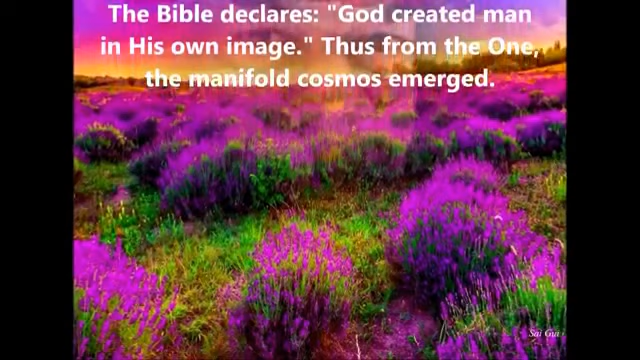 The Bible declares: "God created man
in His own image." Thus from the One,
the manifold cosmos emerged.
Sai Gui